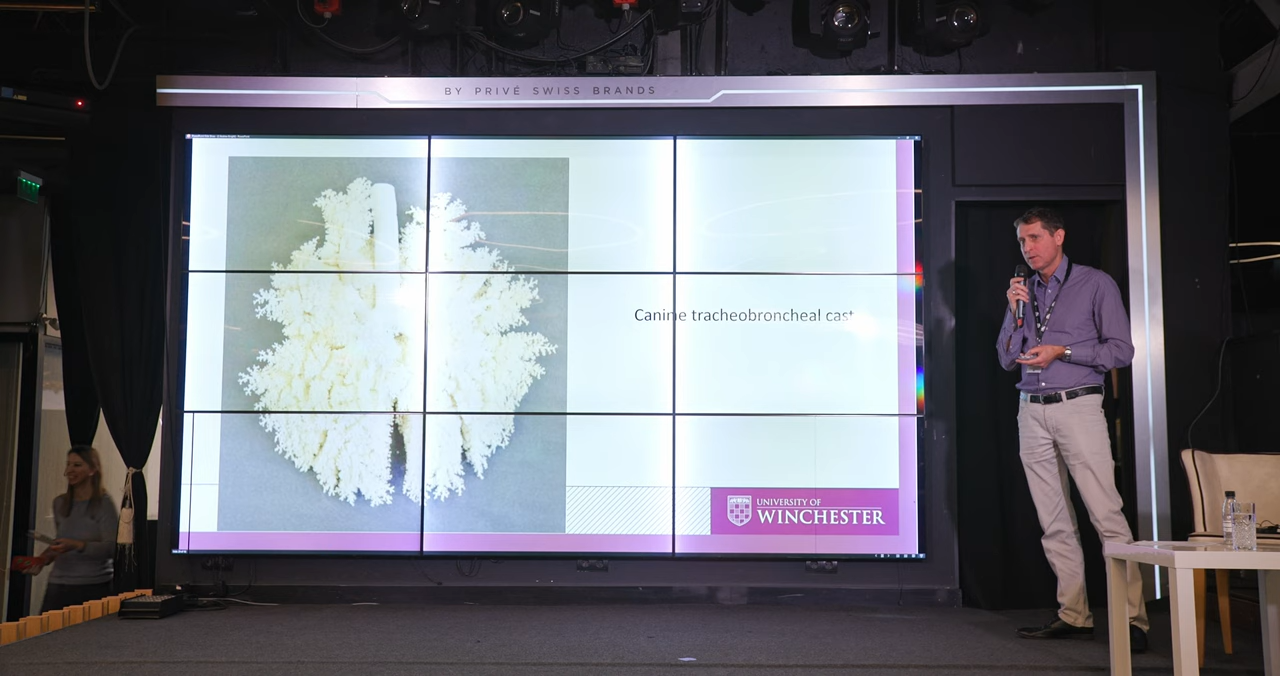 BY PRIVÉ SWISS BRANDS
Canine tracheobroncheal cast
UNIVERSITY OF
WINCHESTER